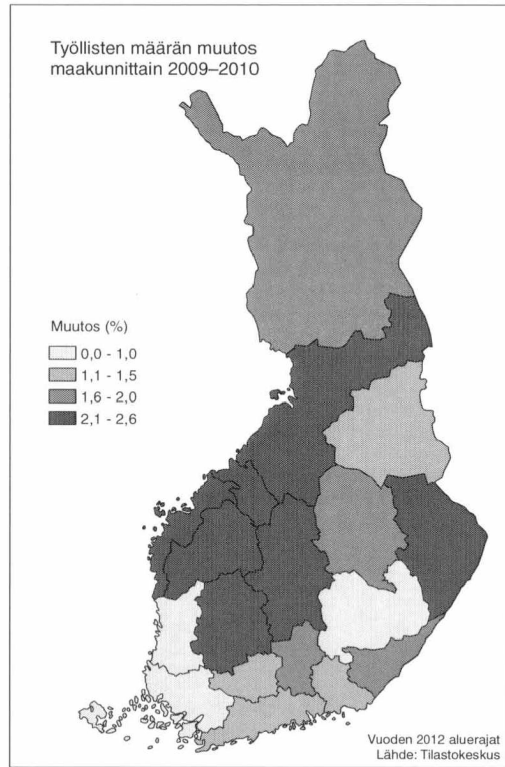 Työllisten määrän muutos
maakunnittain 2009–2010
Muutos (%)
0,0 - 1,0
1,1 - 1,5
1,6 - 2,0
2,1 - 2,6
Vuoden 2012 aluerajat
Lähde: Tilastokeskus